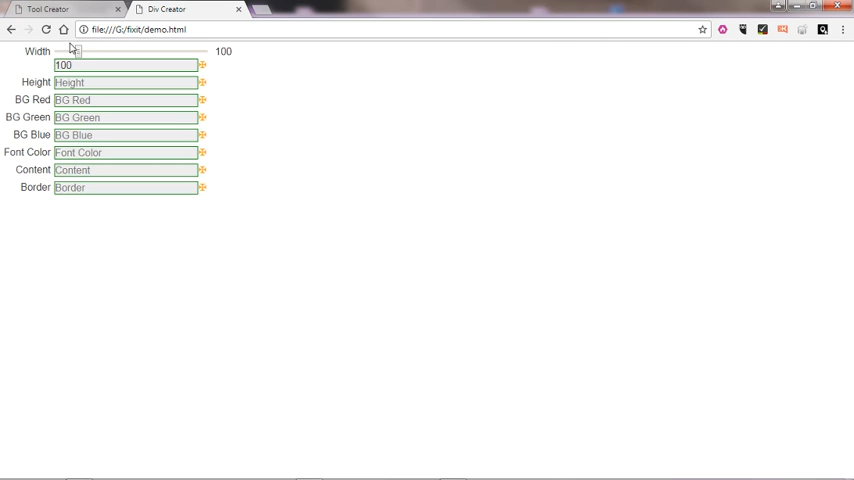 Tool Creator
Div Creator
file:///G:/fixit/demo.html
Width 100
100
Height Height
BG Red BG Red
BG Green BG Green
BG Blue BG Blue
Font Color Font Color
Content Content
Border Border